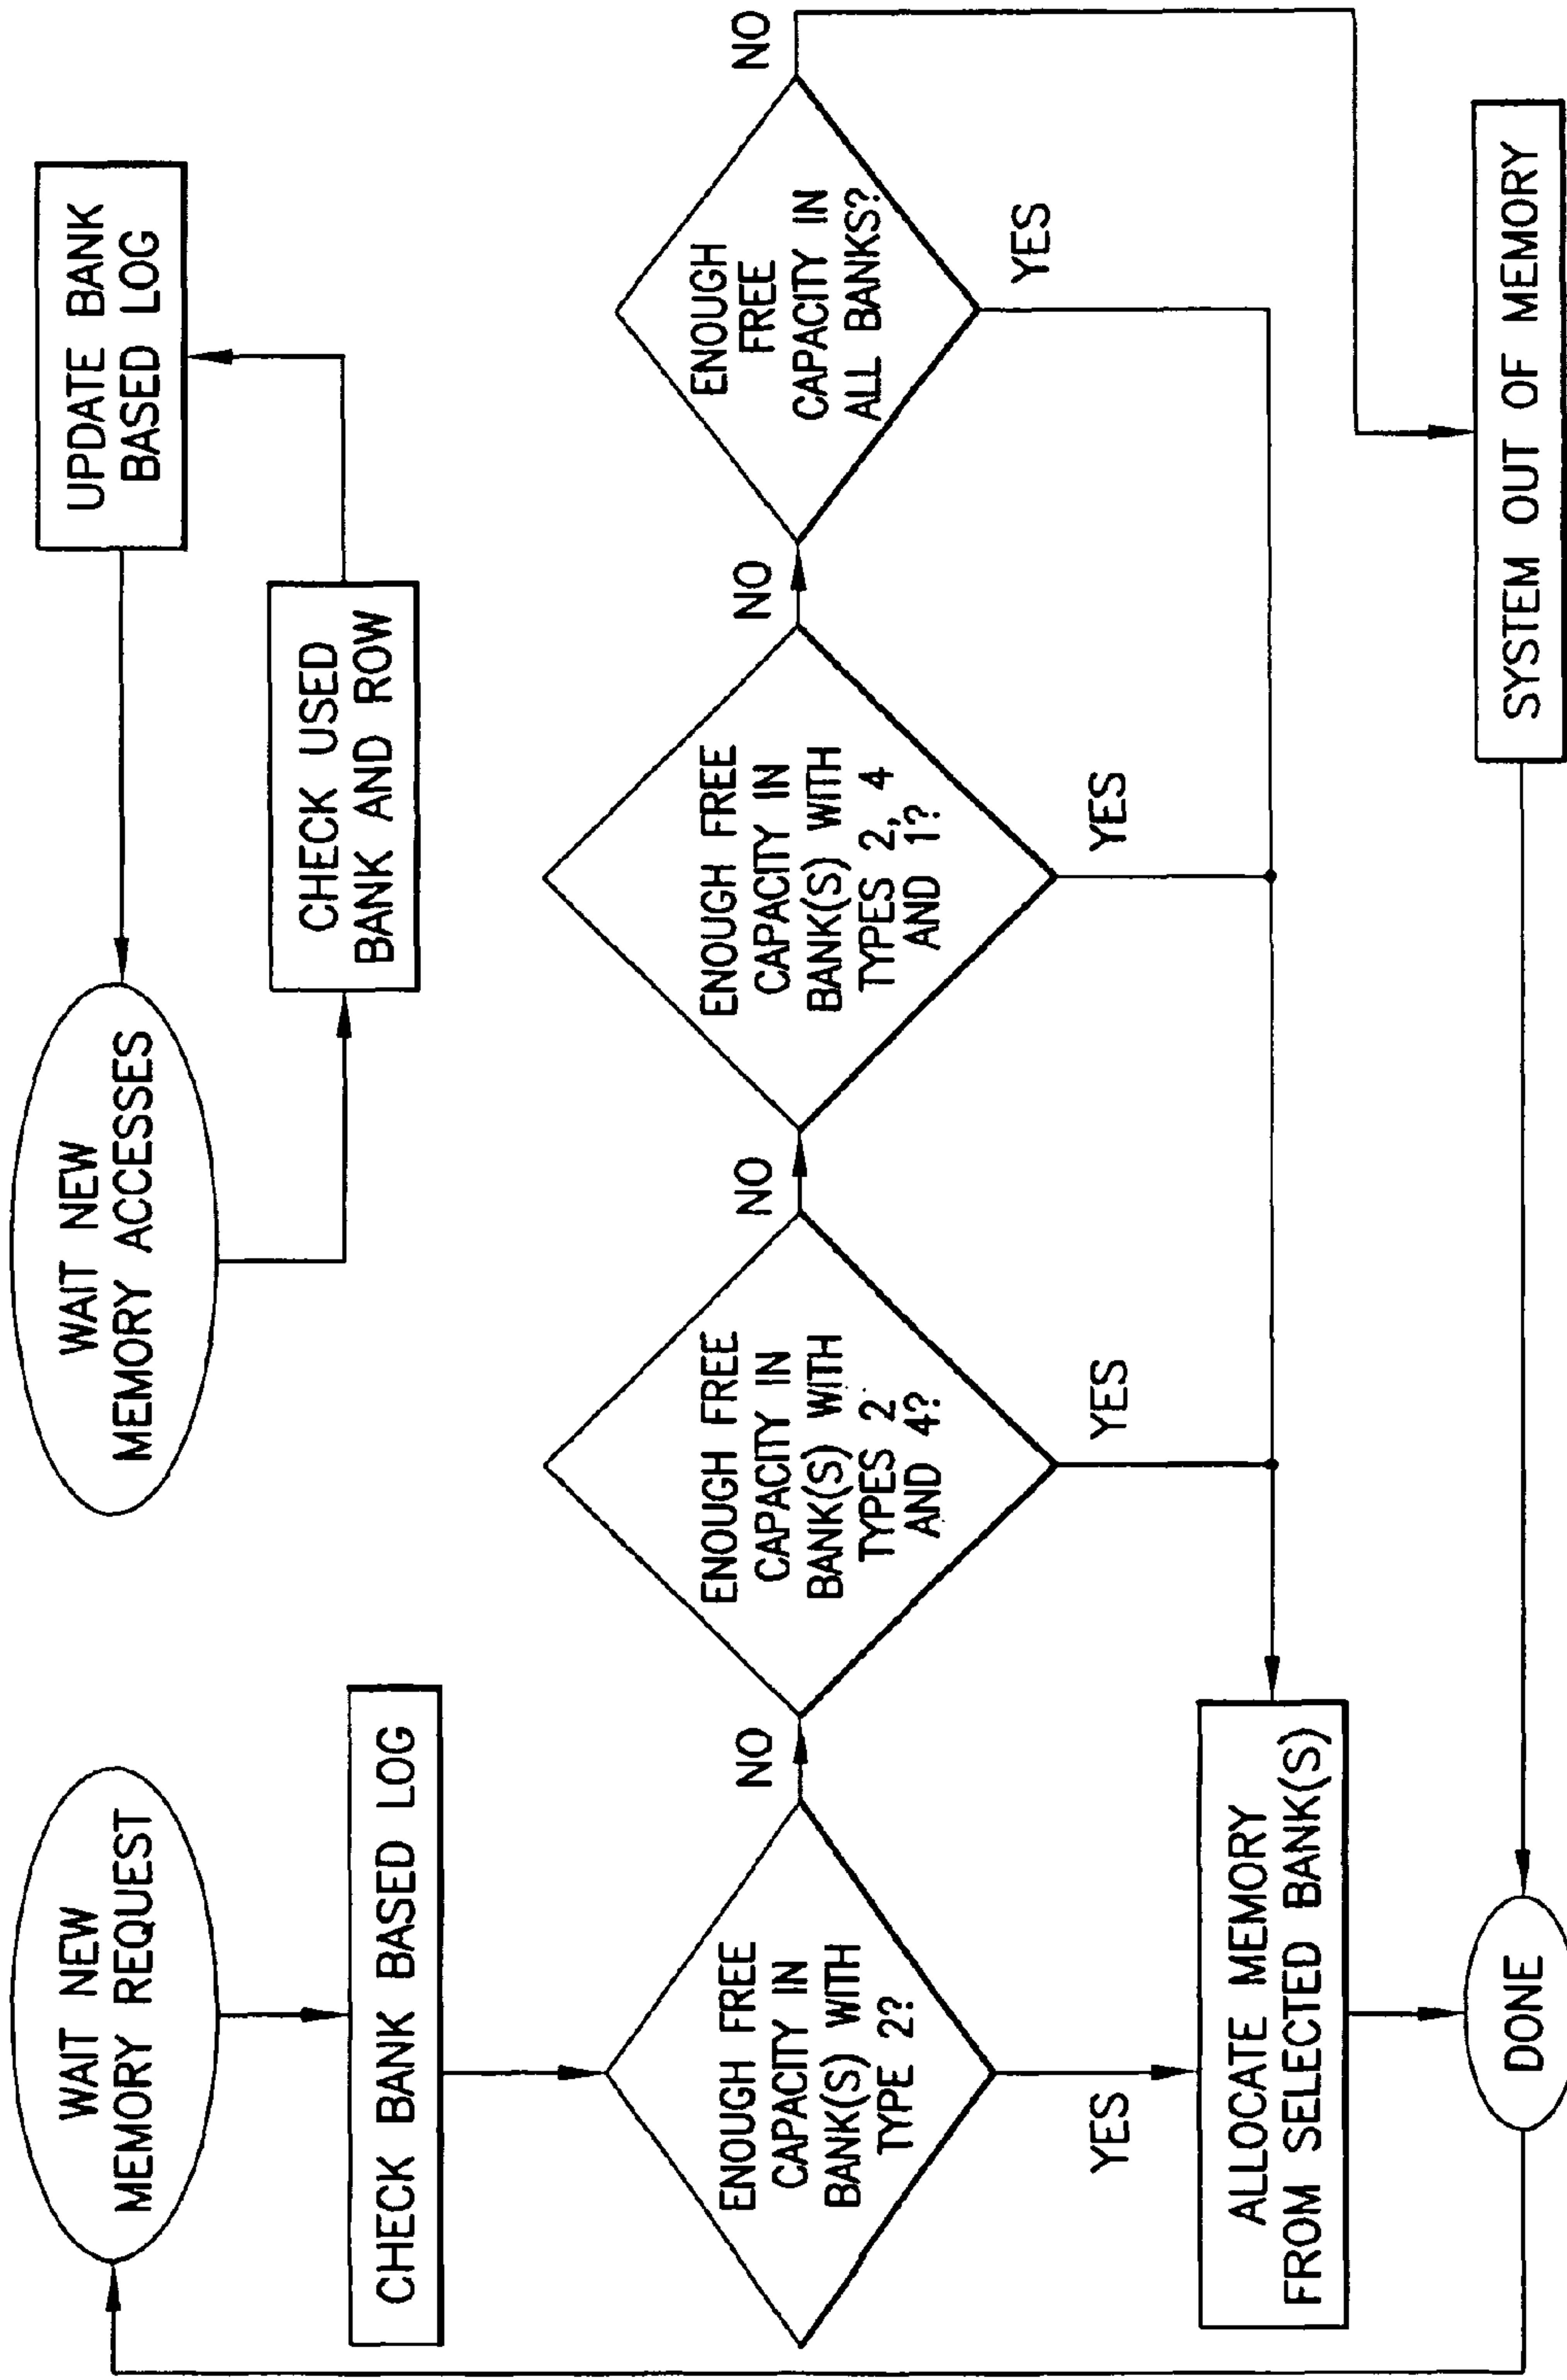 WAIT NEW
MEMORY REQUEST
CHECK BANK BASED LOG
ENOUGH FREE
CAPACITY IN
BANK(S) WITH
TYPE 2?
NO
YES
ALLOCATE MEMORY
FROM SELECTED BANK(S)
DONE
ENOUGH FREE
CAPACITY IN
BANK(S) WITH
TYPES 2
AND 4?
NO
YES
ENOUGH FREE
CAPACITY IN
BANK(S) WITH
TYPES 2, 4
AND 1?
NO
YES
ENOUGH
FREE
CAPACITY IN
ALL BANKS?
NO
YES
SYSTEM OUT OF MEMORY
WAIT NEW
MEMORY ACCESSES
CHECK USED
BANK AND ROW
UPDATE BANK
BASED LOG